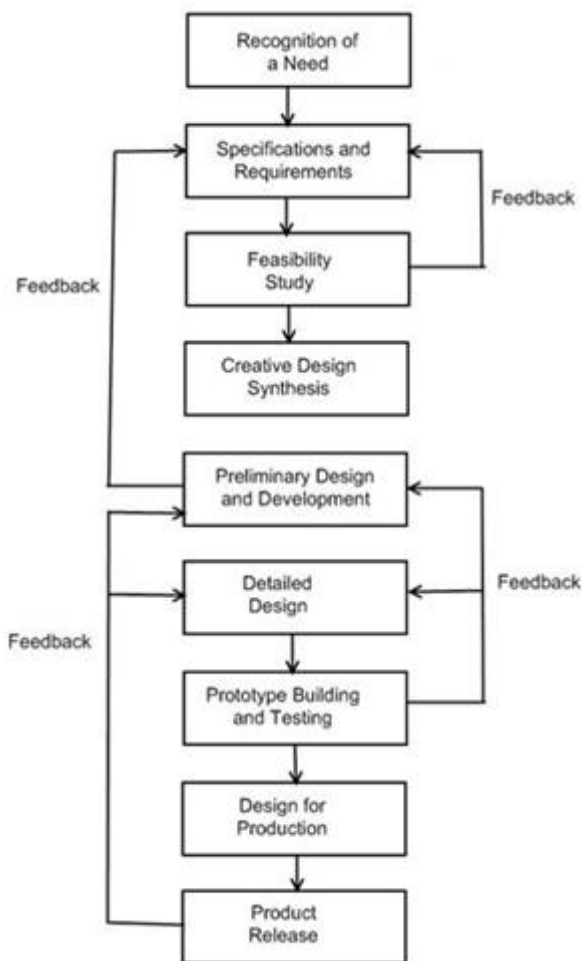 Recognition of
a Need
Specifications and
Requirements
Feedback
Feasibility
Study
Feedback
Creative Design
Synthesis
Preliminary Design
and Development
Detailed
Design
Feedback
Feedback
Prototype Building
and Testing
Design for
Production
Product
Release